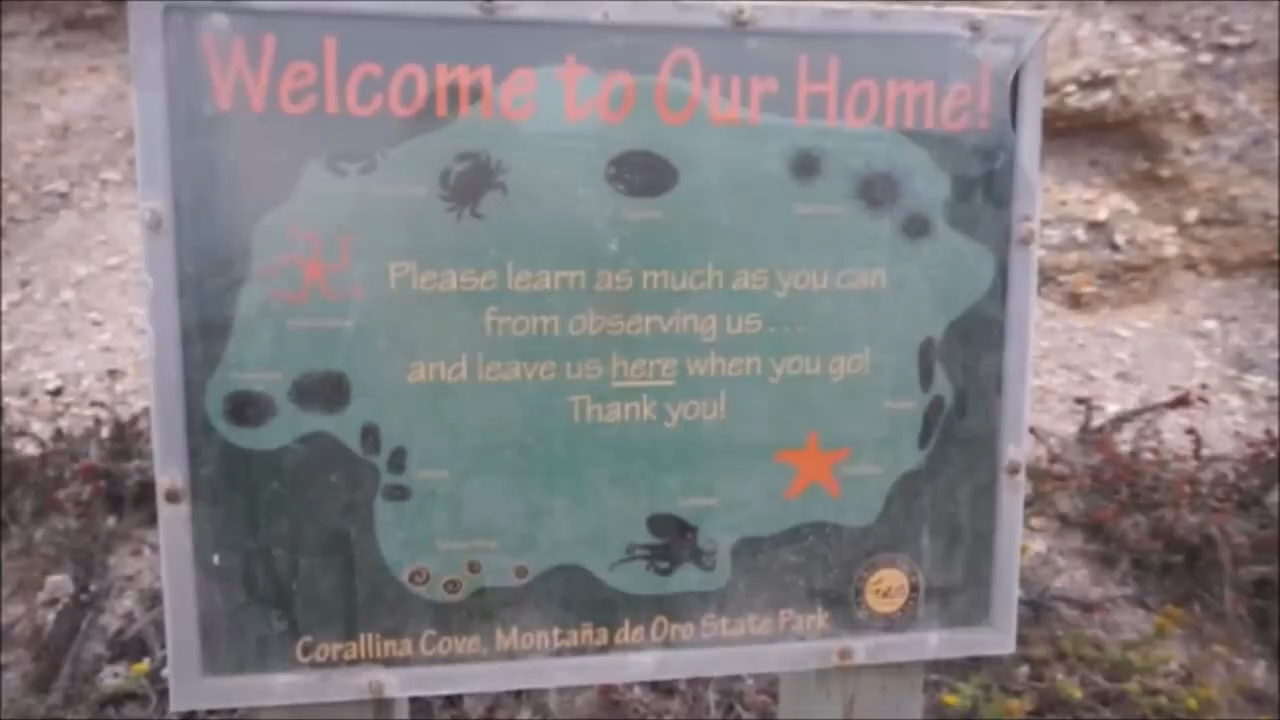 Welcome to Our Home!
Please learn as much as you can
from observing us...
and leave us here when you go!
Thank you!
Corallina Cove, Montaña de Oro State Park